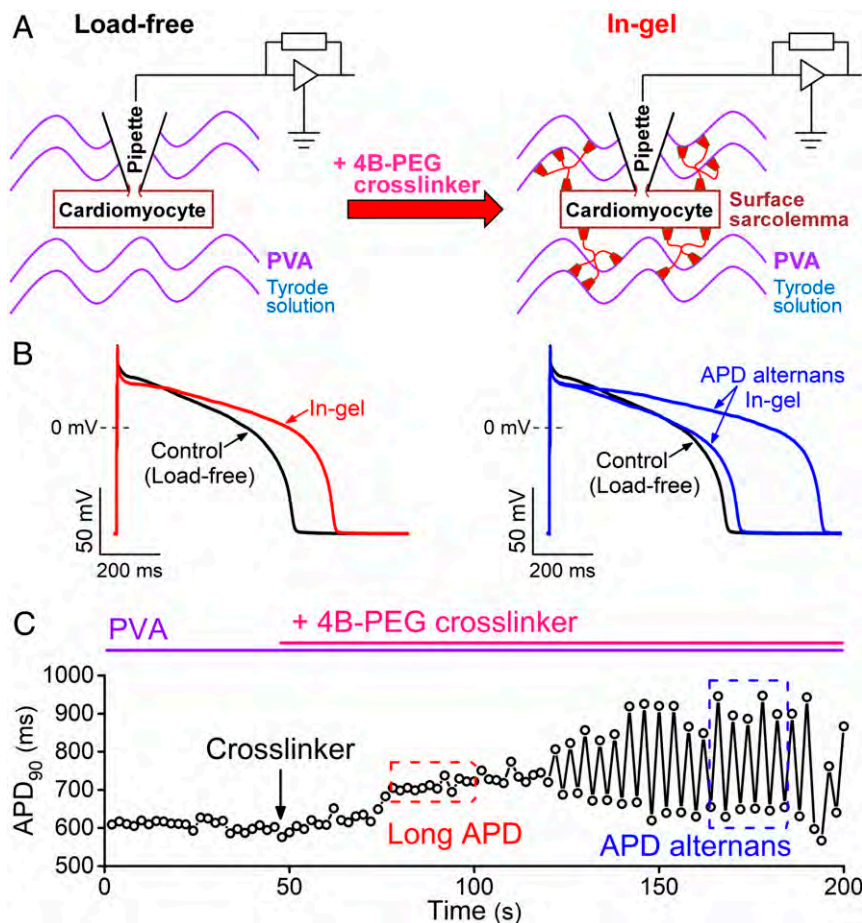 A
Load-free
In-gel
Pipette
Pipette
+ 4B-PEG
crosslinker
Cardiomyocyte
Cardiomyocyte
Surface
sarcolemma
PVA
Tyrode
solution
PVA
Tyrode
solution
B
0 mV
In-gel
Control
(Load-free)
50 mV
200 ms
APD alternans
In-gel
0 mV
Control
(Load-free)
50 mV
200 ms
C
PVA
+ 4B-PEG crosslinker
APD90 (ms)
1000
900
800
700
600
500
Crosslinker
Long APD
APD alternans
0
50
100
150
200
Time (s)